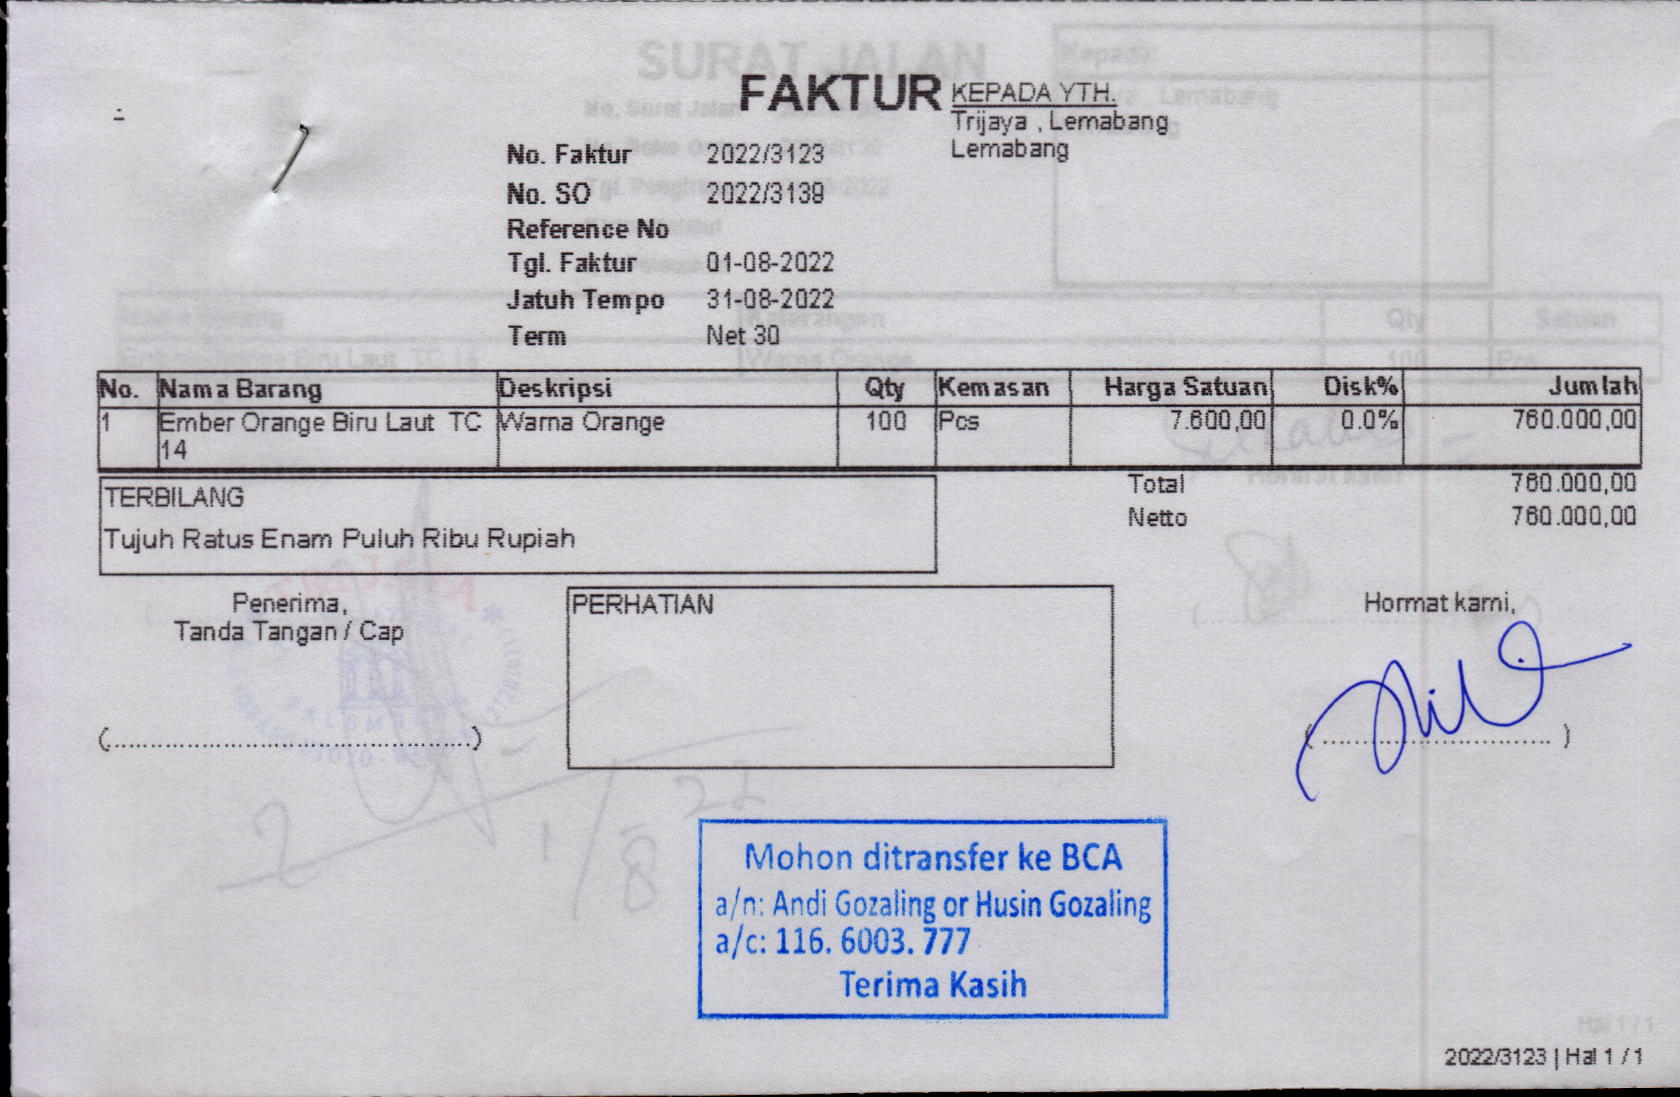 FAKTUR
KEPADA YTH.
Trijaya , Lemabang
Lemabang
No. Faktur 2022/3123
No. SO 2022/3139
Reference No
Tgl. Faktur 01-08-2022
Jatuh Tempo 31-08-2022
Term Net 30
No. Nama Barang Deskripsi Qty Kemasan Harga Satuan Disk% Jumlah
1 Ember Orange Biru Laut TC Warna Orange 100 Pcs 7.600,00 0.0% 760.000,00
14
Total 760.000,00
Netto 760.000,00
TERBILANG
Tujuh Ratus Enam Puluh Ribu Rupiah
Penerima,
Tanda Tangan / Cap
PERHATIAN
Hormat kami,
Mohon ditransfer ke BCA
a/n: Andi Gozaling or Husin Gozaling
a/c: 116. 6003. 777
Terima Kasih
2022/3123 | Hal 1 / 1
SURAT JALAN
Kepada: